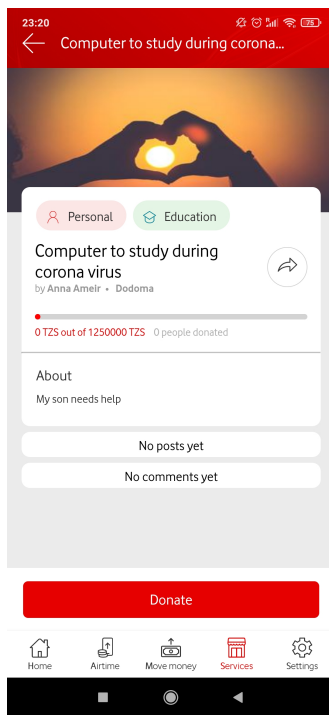 23:20
75
Computer to study during corona...
Personal
Education
Computer to study during
corona virus
by Anna Ameir • Dodoma
0 TZS out of 1250000 TZS 0 people donated
About
My son needs help
No posts yet
No comments yet
Donate
Home Airtime Move money Services Settings